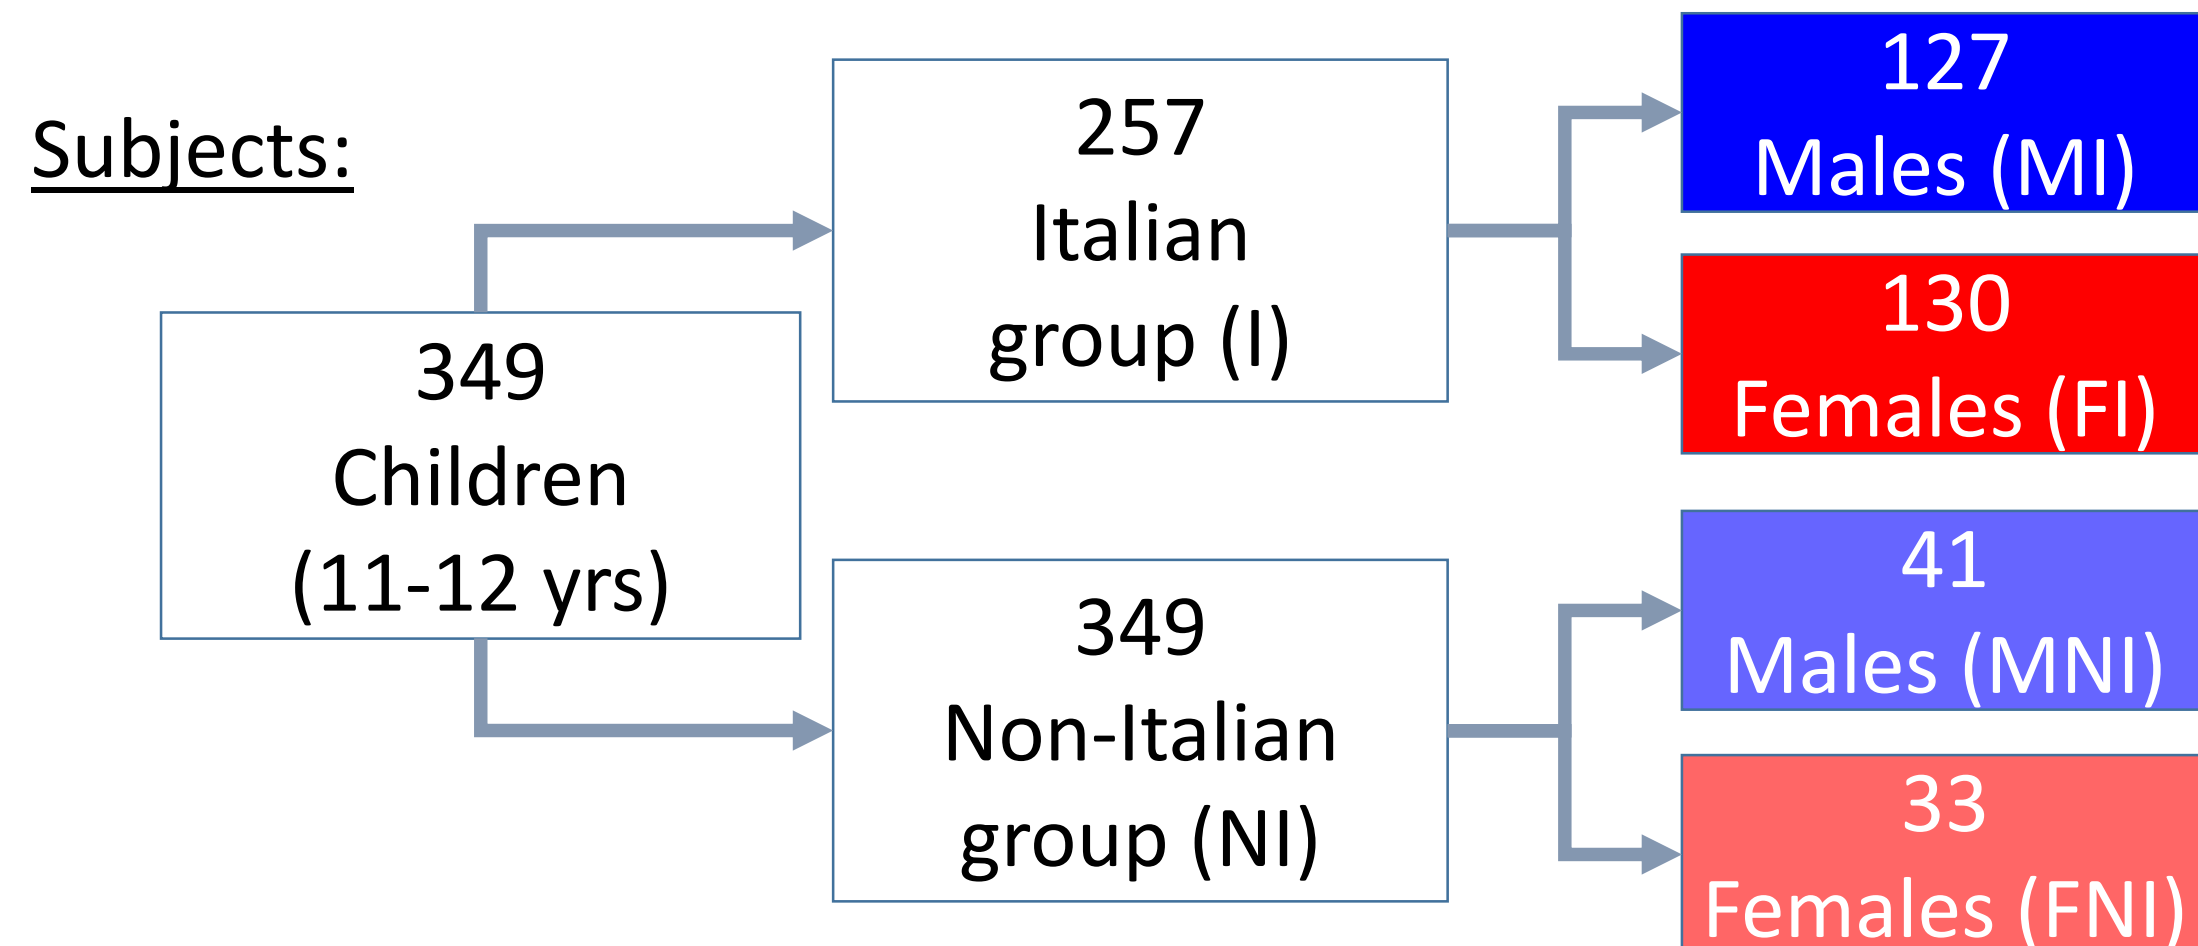 Subjects:
349
Children
(11-12 yrs)
257
Italian
group (I)
349
Non-Italian
group (NI)
127
Males (MI)
130
Females (FI)
41
Males (MNI)
33
Females (FNI)